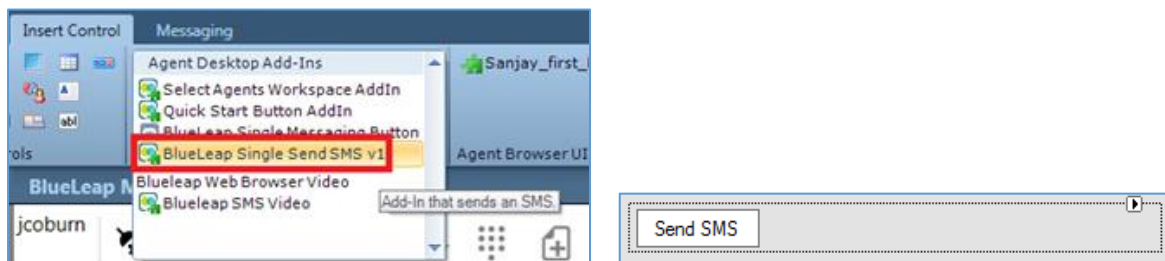 Insert Control Messaging
Agent Desktop Add-Ins
Sanjay_first_
Select Agents Workspace AddIn
Quick Start Button AddIn
abl
BlueLeap Single Messaging Button
ols
BlueLeap Single Send SMS v1
Agent Browser UI
BlueLeap
Blueleap Web Browser Video
Blueleap SMS Video
Add-In that sends an SMS.
jcoburn
Send SMS